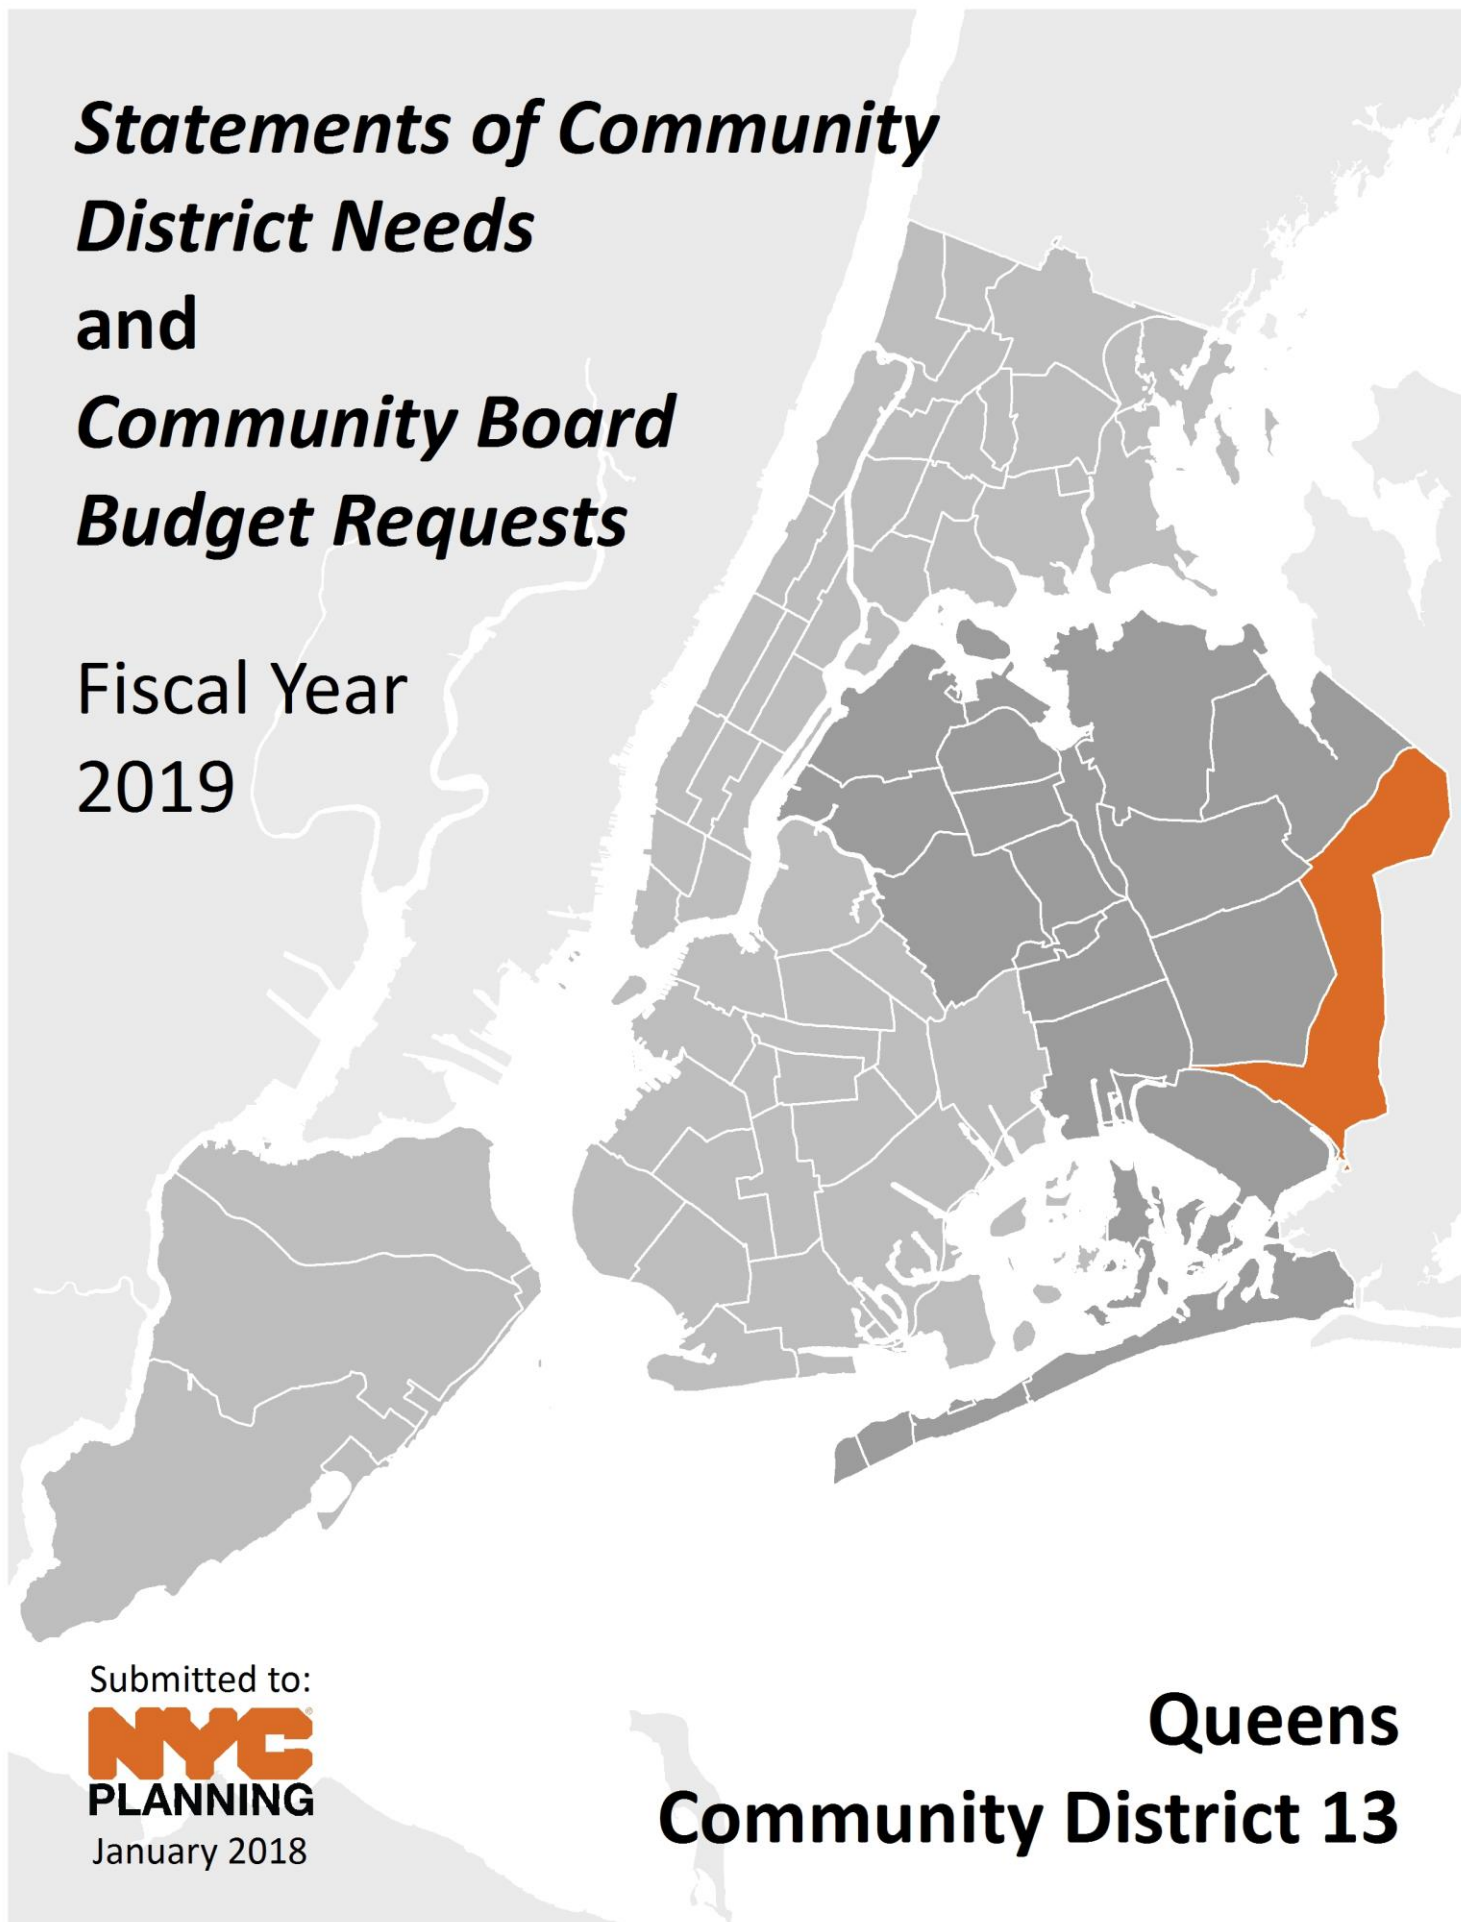 Statements of Community
District Needs
and
Community Board
Budget Requests
Fiscal Year
2019
Submitted to:
NYC®
PLANNING
January 2018
Queens
Community District 13